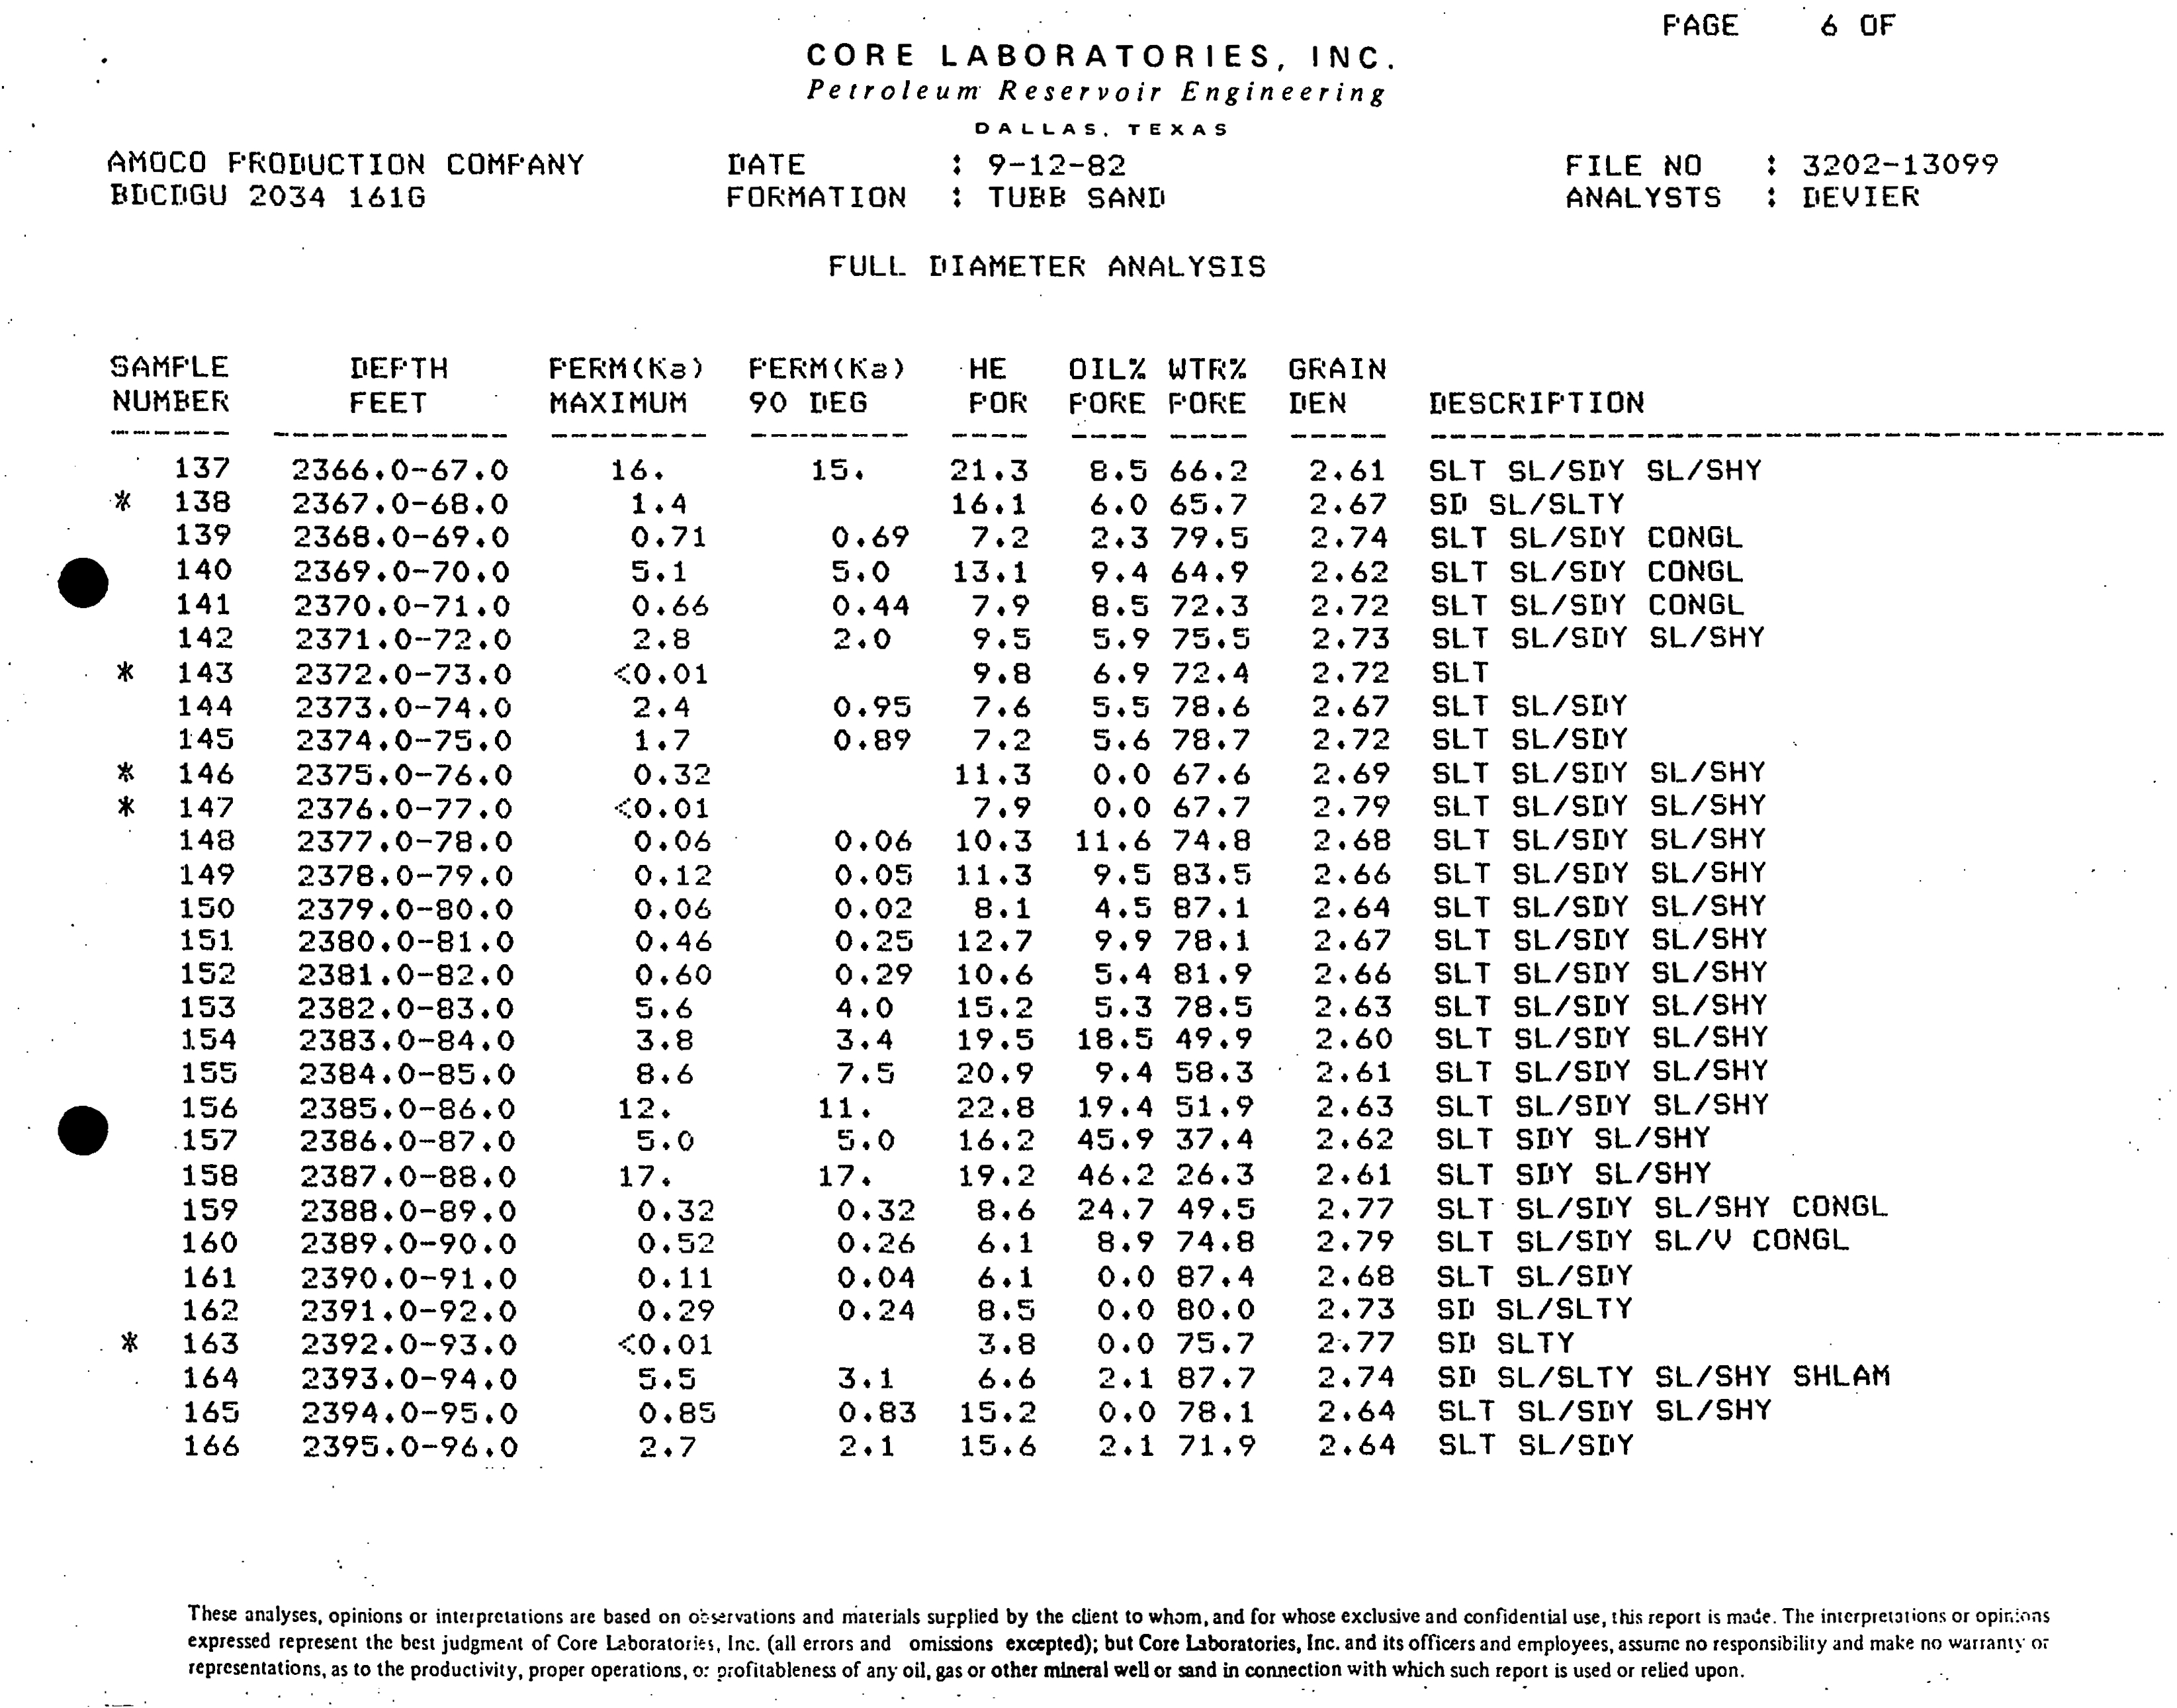 PAGE 6 OF
CORE LABORATORIES, INC.
Petroleum Reservoir Engineering
DALLAS, TEXAS
AMOCO PRODUCTION COMPANY DATE : 9-12-82 FILE NO : 3202-13099
BDCDGU 2034 161G FORMATION : TUBB SAND ANALYSTS : DEVIER
FULL DIAMETER ANALYSIS
SAMPLE DEPTH PERM(Ka) PERM(Ka) HE OIL% WTR% GRAIN
NUMBER FEET MAXIMUM 90 DEG POR PORE PORE DEN DESCRIPTION
137 2366.0-67.0 16. 15. 21.3 8.5 66.2 2.61 SLT SL/SDY SL/SHY
* 138 2367.0-68.0 1.4 16.1 6.0 65.7 2.67 SD SL/SLTY
139 2368.0-69.0 0.71 0.69 7.2 2.3 79.5 2.74 SLT SL/SDY CONGL
140 2369.0-70.0 5.1 5.0 13.1 9.4 64.9 2.62 SLT SL/SDY CONGL
141 2370.0-71.0 0.66 0.44 7.9 8.5 72.3 2.72 SLT SL/SDY CONGL
142 2371.0-72.0 2.8 2.0 9.5 5.9 75.5 2.73 SLT SL/SDY SL/SHY
* 143 2372.0-73.0 <0.01 9.8 6.9 72.4 2.72 SLT
144 2373.0-74.0 2.4 0.95 7.6 5.5 78.6 2.67 SLT SL/SDY
145 2374.0-75.0 1.7 0.89 7.2 5.6 78.7 2.72 SLT SL/SDY
* 146 2375.0-76.0 0.32 11.3 0.0 67.6 2.69 SLT SL/SDY SL/SHY
* 147 2376.0-77.0 <0.01 7.9 0.0 67.7 2.79 SLT SL/SDY SL/SHY
148 2377.0-78.0 0.06 0.06 10.3 11.6 74.8 2.68 SLT SL/SDY SL/SHY
149 2378.0-79.0 0.12 0.05 11.3 9.5 83.5 2.66 SLT SL/SDY SL/SHY
150 2379.0-80.0 0.06 0.02 8.1 4.5 87.1 2.64 SLT SL/SDY SL/SHY
151 2380.0-81.0 0.46 0.25 12.7 9.9 78.1 2.67 SLT SL/SDY SL/SHY
152 2381.0-82.0 0.60 0.29 10.6 5.4 81.9 2.66 SLT SL/SDY SL/SHY
153 2382.0-83.0 5.6 4.0 15.2 5.3 78.5 2.63 SLT SL/SDY SL/SHY
154 2383.0-84.0 3.8 3.4 19.5 18.5 49.9 2.60 SLT SL/SDY SL/SHY
155 2384.0-85.0 8.6 7.5 20.9 9.4 58.3 2.61 SLT SL/SDY SL/SHY
156 2385.0-86.0 12. 11. 22.8 19.4 51.9 2.63 SLT SL/SDY SL/SHY
157 2386.0-87.0 5.0 5.0 16.2 45.9 37.4 2.62 SLT SDY SL/SHY
158 2387.0-88.0 17. 17. 19.2 46.2 26.3 2.61 SLT SDY SL/SHY
159 2388.0-89.0 0.32 0.32 8.6 24.7 49.5 2.77 SLT SL/SDY SL/SHY CONGL
160 2389.0-90.0 0.52 0.26 6.1 8.9 74.8 2.79 SLT SL/SDY SL/V CONGL
161 2390.0-91.0 0.11 0.04 6.1 0.0 87.4 2.68 SLT SL/SDY
162 2391.0-92.0 0.29 0.24 8.5 0.0 80.0 2.73 SD SL/SLTY
* 163 2392.0-93.0 <0.01 3.8 0.0 75.7 2.77 SD SLTY
164 2393.0-94.0 5.5 3.1 6.6 2.1 87.7 2.74 SD SL/SLTY SL/SHY SHLAM
165 2394.0-95.0 0.85 0.83 15.2 0.0 78.1 2.64 SLT SL/SDY SL/SHY
166 2395.0-96.0 2.7 2.1 15.6 2.1 71.9 2.64 SLT SL/SDY
These analyses, opinions or interpretations are based on observations and materials supplied by the client to whom, and for whose exclusive and confidential use, this report is made. The interpretations or opinions
expressed represent the best judgment of Core Laboratories, Inc. (all errors and omissions excepted); but Core Laboratories, Inc. and its officers and employees, assume no responsibility and make no warranty or
representations, as to the productivity, proper operations, or profitableness of any oil, gas or other mineral well or sand in connection with which such report is used or relied upon.